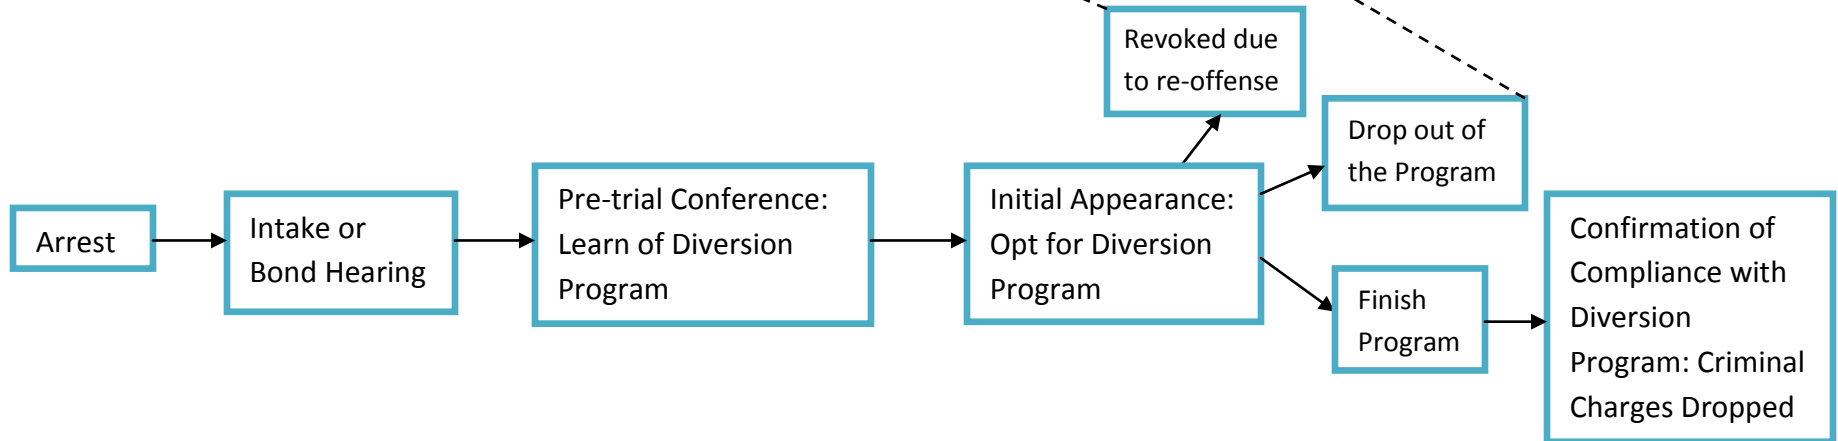 Revoked due
to re-offense
Drop out of
the Program
Arrest
Intake or
Bond Hearing
Pre-trial Conference:
Learn of Diversion
Program
Initial Appearance:
Opt for Diversion
Program
Finish
Program
Confirmation of
Compliance with
Diversion
Program: Criminal
Charges Dropped